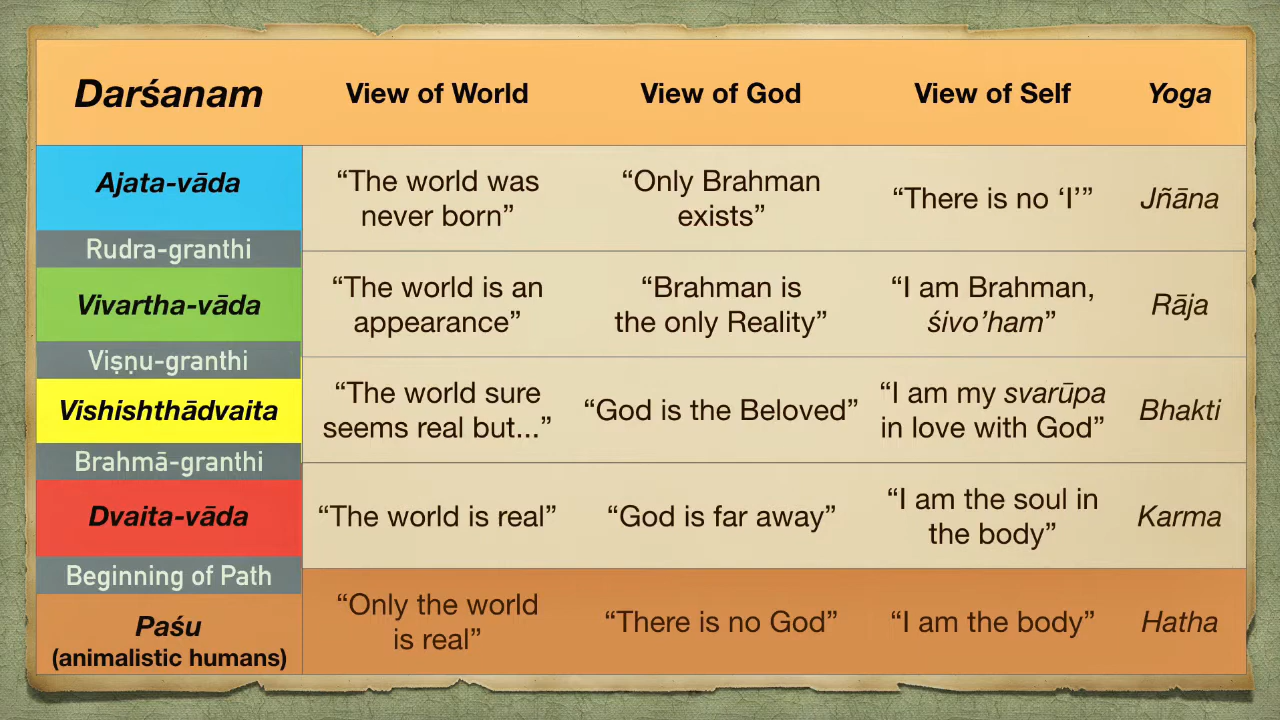 Darśanam
View of World
View of God
View of Self
Yoga
Ajata-vāda
“The world was
never born”
“Only Brahman
exists”
“There is no ‘I’”
Jñāna
Rudra-granthi
Vivartha-vāda
“The world is an
appearance”
“Brahman is
the only Reality”
“I am Brahman,
śivo’ham”
Rāja
Viṣṇu-granthi
Vishishthādvaita
“The world sure
seems real but...”
“God is the Beloved”
“I am my svarūpa
in love with God”
Bhakti
Brahmā-granthi
Dvaita-vāda
“The world is real”
“God is far away”
“I am the soul in
the body”
Karma
Beginning of Path
Paśu
(animalistic humans)
“Only the world
is real”
“There is no God”
“I am the body”
Hatha